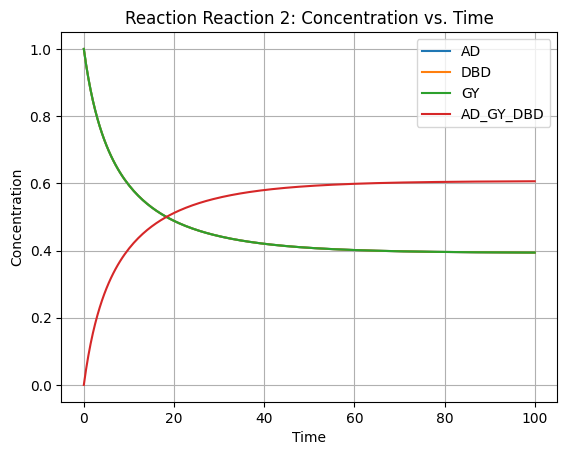 Reaction Reaction 2: Concentration vs. Time
AD
DBD
GY
AD_GY_DBD
1.0
0.8
0.6
0.4
0.2
0.0
Concentration
0
20
40
60
80
100
Time